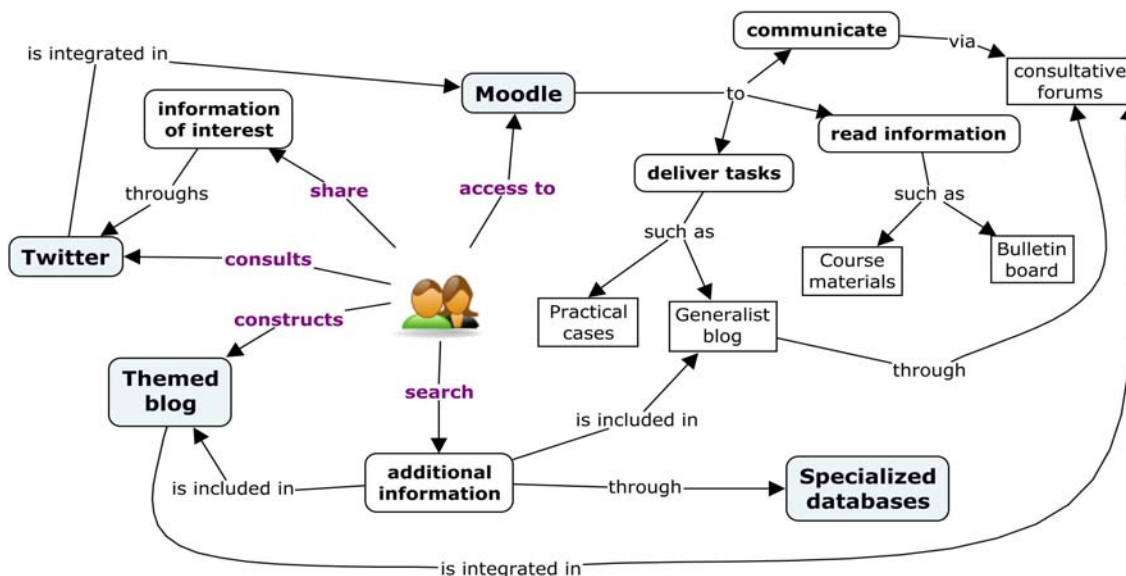 communicate
via
is integrated in
consultative
forums
Moodle
to
information
of interest
read information
deliver tasks
throughs
share
access to
such as
such as
Twitter
consults
Course
materials
Bulletin
board
constructs
Practical
cases
Generalist
blog
through
Themed
blog
search
is included in
is included in
additional
information
through
Specialized
databases
is integrated in